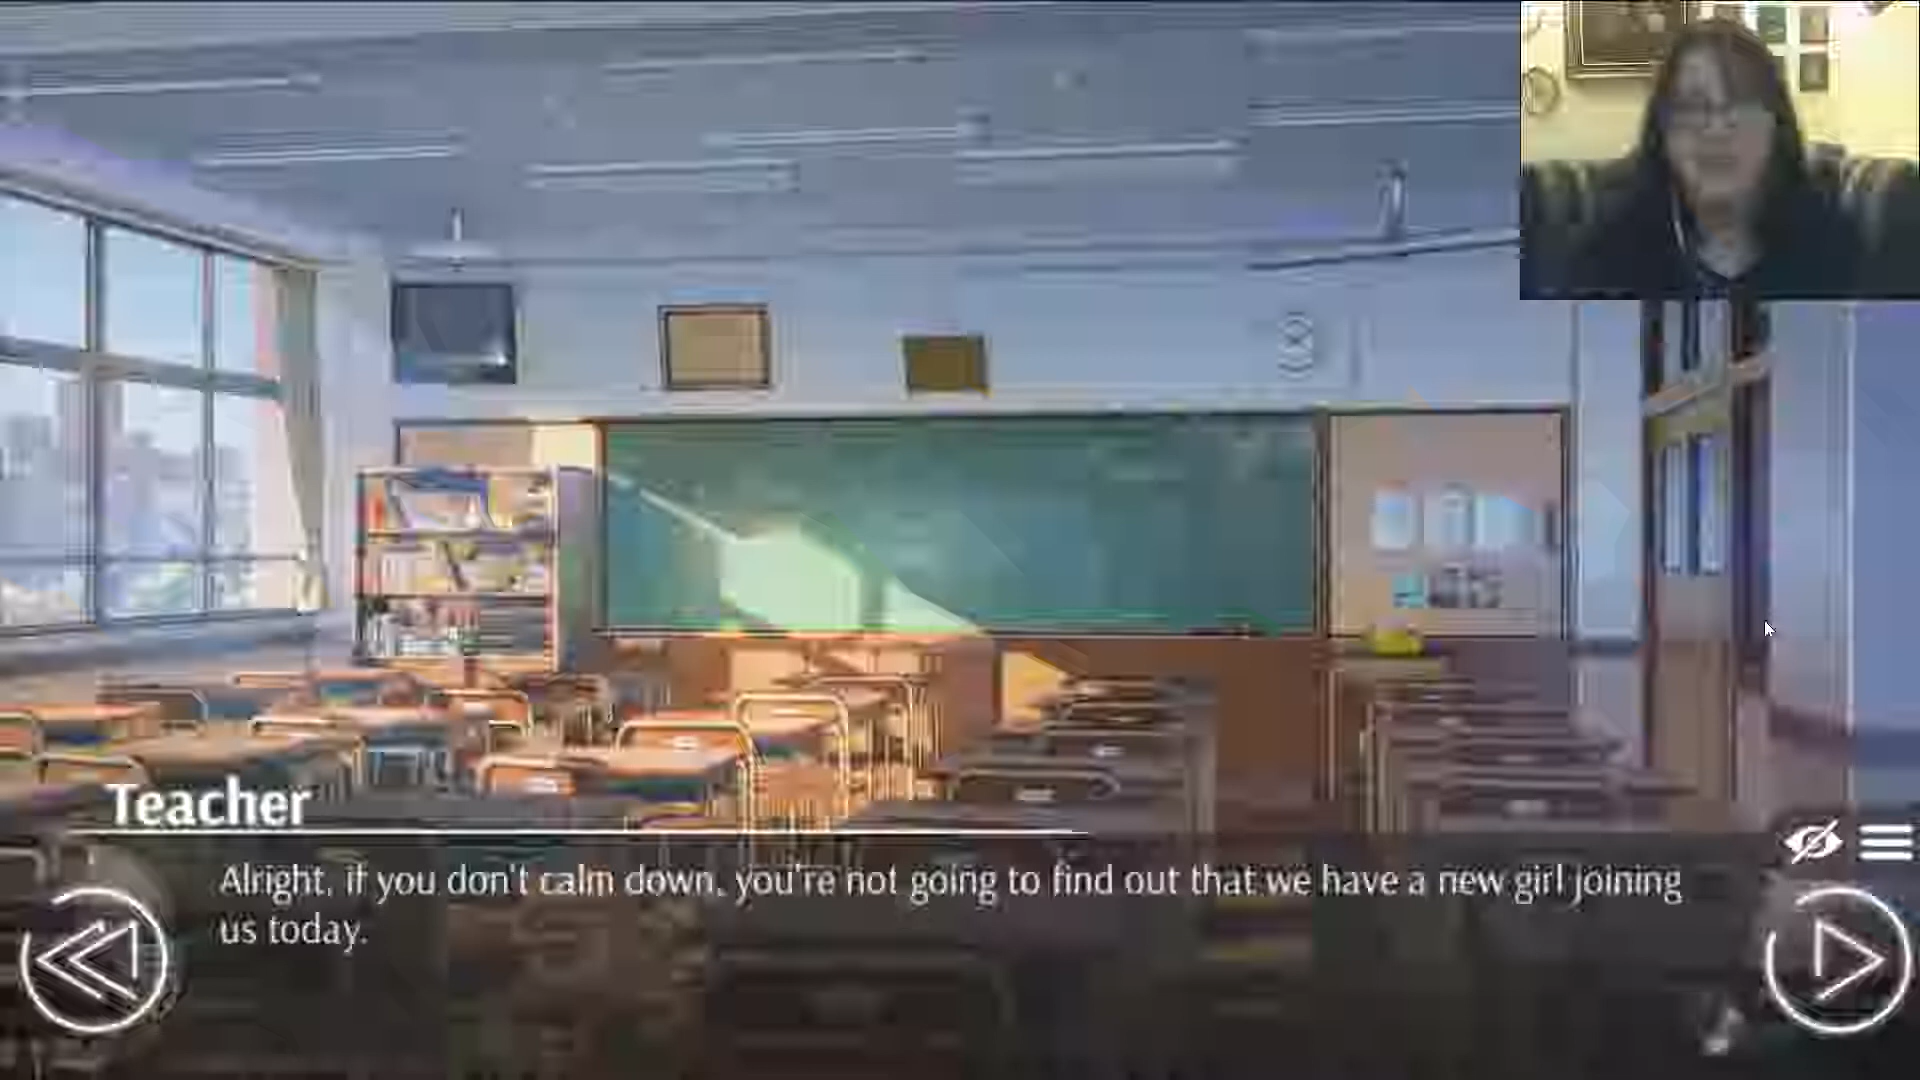 Teacher
Alright, if you don't calm down, you're not going to find out that we have a new girl joining
us today.